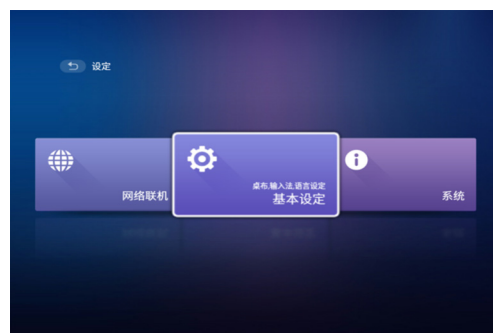 设定
网络联机
桌布,输入法,语言设定
基本设定
系统